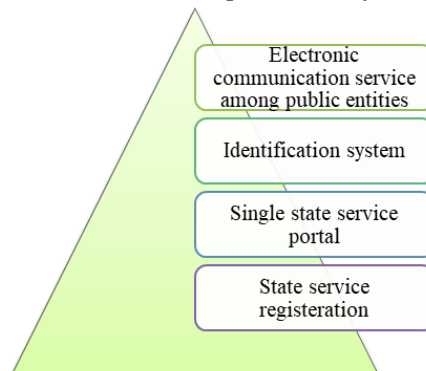 Electronic
communication service
among public entities
Identification system
Single state service
portal
State service
registeration